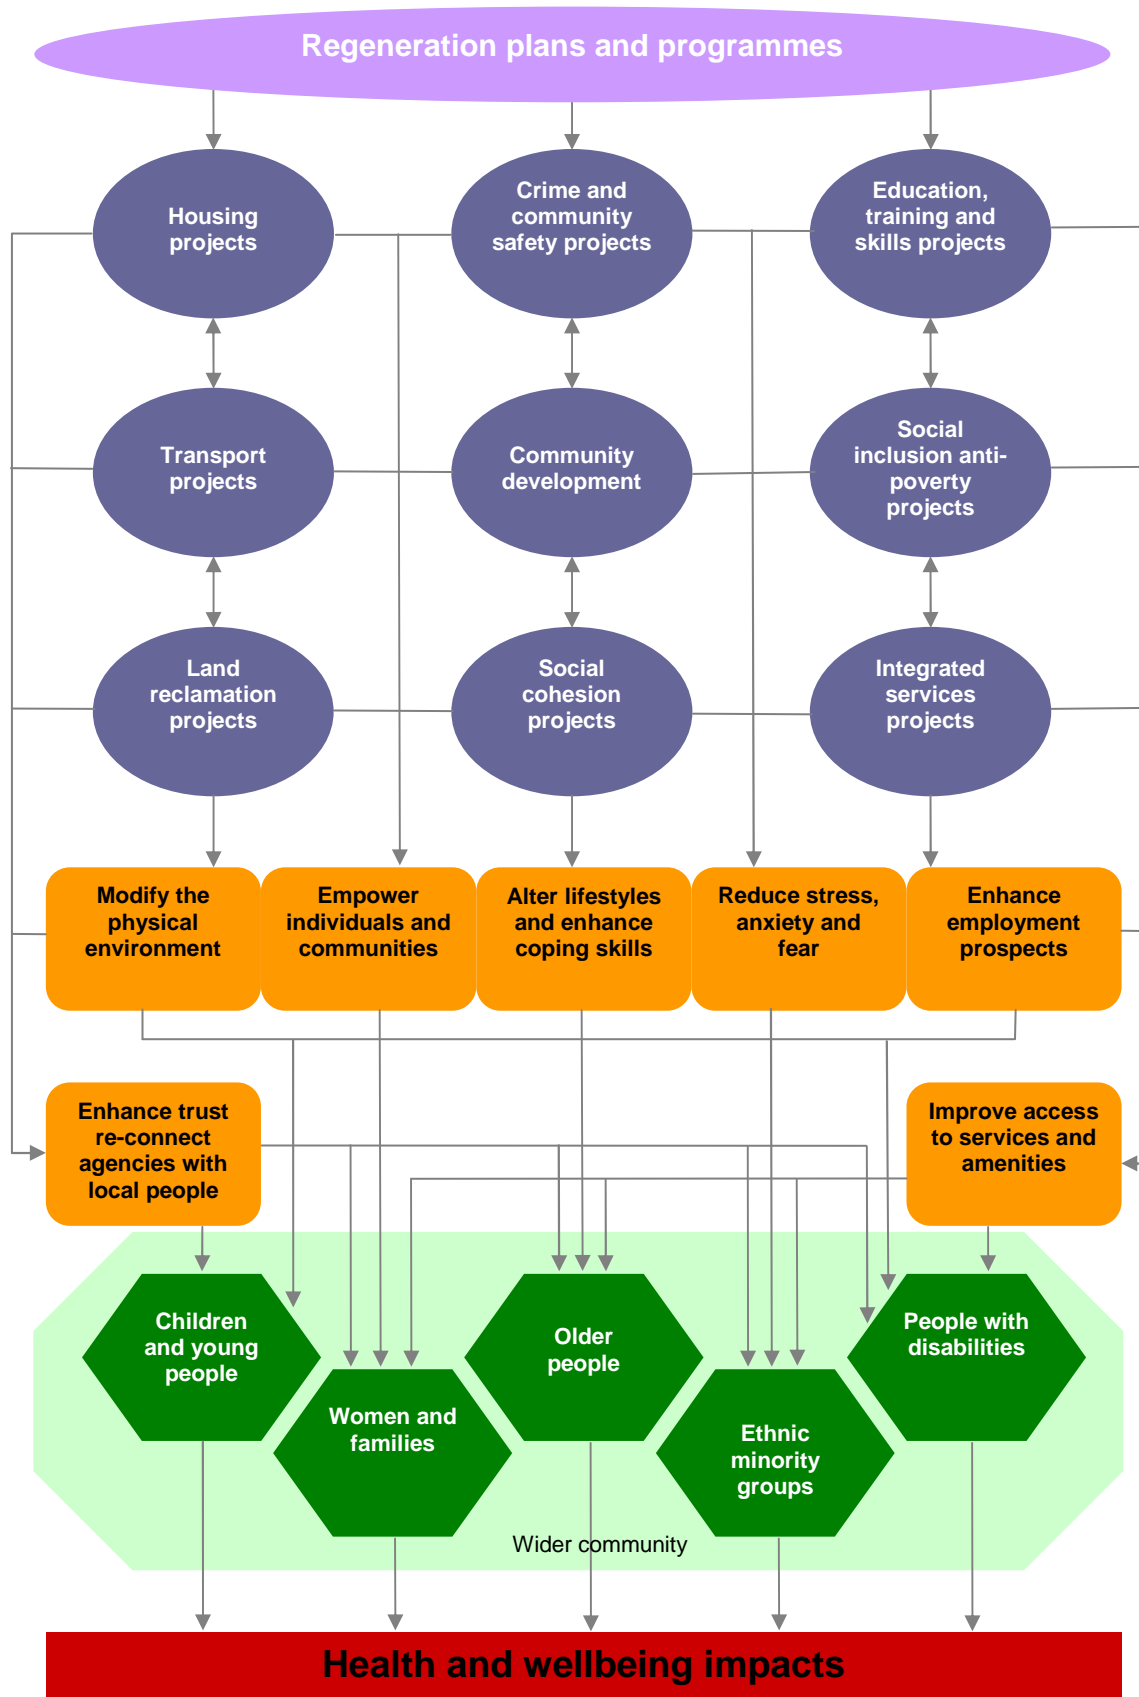 Regeneration plans and programmes
Housing
projects
Crime and
community
safety projects
Education,
training and
skills projects
Transport
projects
Community
development
Social
inclusion anti-
poverty
projects
Land
reclamation
projects
Social
cohesion
projects
Integrated
services
projects
Modify the
physical
environment
Empower
individuals and
communities
Alter lifestyles
and enhance
coping skills
Reduce stress,
anxiety and
fear
Enhance
employment
prospects
Enhance trust
re-connect
agencies with
local people
Improve access
to services and
amenities
Children
and young
people
Women and
families
Older
people
Ethnic
minority
groups
People with
disabilities
Wider community
Health and wellbeing impacts